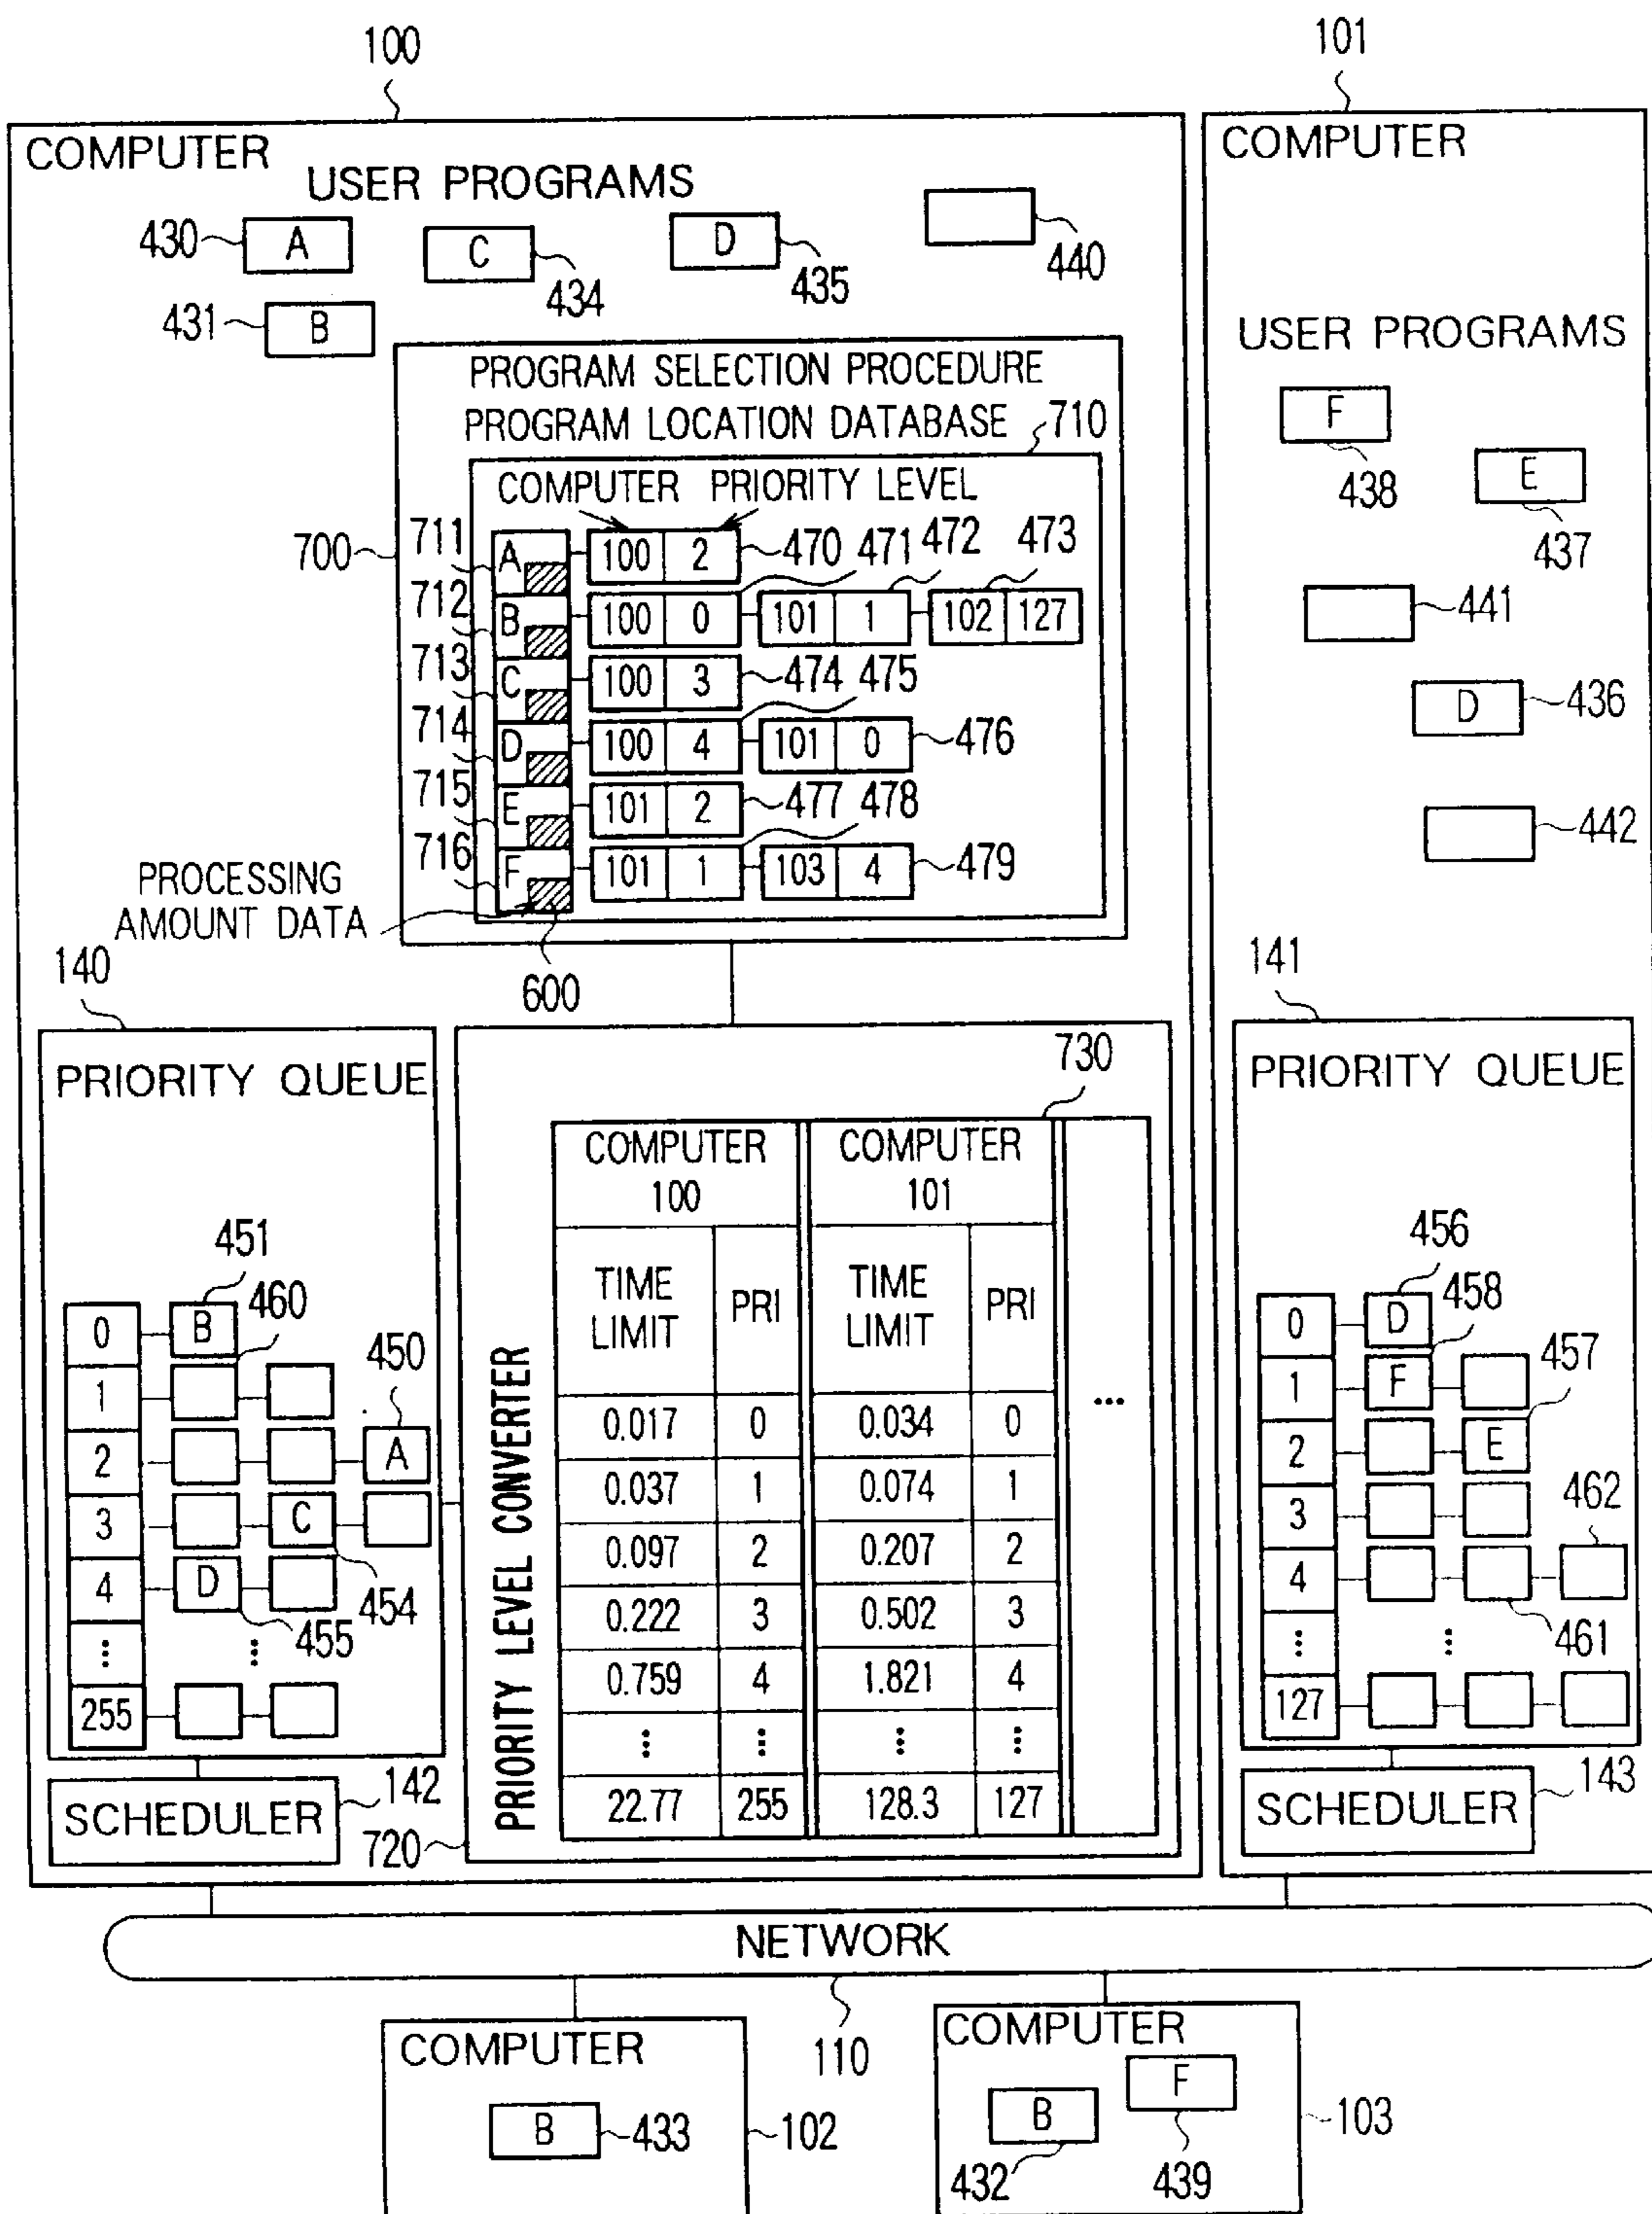 100
101
COMPUTER
USER PROGRAMS
430
A
C
434
D
435
440
431
B
PROGRAM SELECTION PROCEDURE
PROGRAM LOCATION DATABASE
710
700
COMPUTER PRIORITY LEVEL
711 A 100 2 470 471 472 473
712 B 100 0 101 1 102 127
713 C 100 3 474 475
714 D 100 4 101 0 476
715 E 101 2 477 478
716 F 101 1 103 4 479
PROCESSING
AMOUNT DATA
600
COMPUTER
USER PROGRAMS
F
438
E
437
441
D
436
442
140
PRIORITY QUEUE
451
460
450
0 B
1
2 A
3 C
4 D
454
455
⋮ ⋮
255
SCHEDULER
142
720
730
PRIORITY LEVEL CONVERTER
COMPUTER 100 COMPUTER 101
TIME LIMIT PRI TIME LIMIT PRI
0.017 0 0.034 0
0.037 1 0.074 1
0.097 2 0.207 2
0.222 3 0.502 3
0.759 4 1.821 4
⋮ ⋮ ⋮ ⋮
22.77 255 128.3 127
...
141
PRIORITY QUEUE
456
458
457
0 D
1 F
2 E
3
462
4
461
⋮ ⋮
127
SCHEDULER
143
NETWORK
110
COMPUTER
B
433
102
COMPUTER
F
B
432
439
103